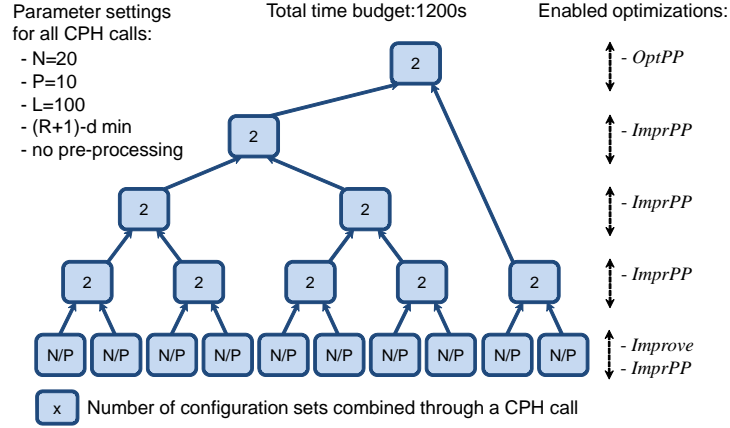 Parameter settings
for all CPH calls:
- N=20
- P=10
- L=100
- (R+1)-d min
- no pre-processing
Total time budget:1200s
Enabled optimizations:
2
- OptPP
2
- ImprPP
2 2
- ImprPP
2 2 2 2 2
- ImprPP
N/P N/P N/P N/P N/P N/P N/P N/P N/P N/P
- Improve
- ImprPP
x Number of configuration sets combined through a CPH call